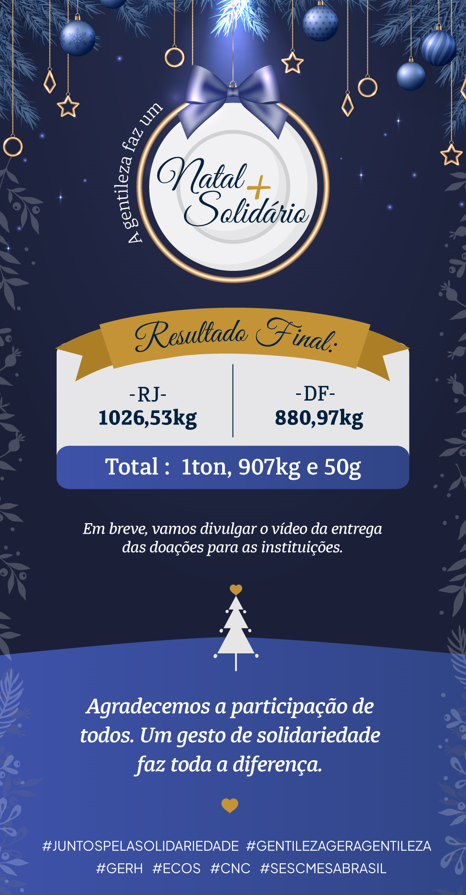 A gentileza faz um
Natal +
Solidário
Resultado Final:
-RJ-
1026,53kg
-DF-
880,97kg
Total : 1ton, 907kg e 50g
Em breve, vamos divulgar o vídeo da entrega
das doações para as instituições.
Agradecemos a participação de
todos. Um gesto de solidariedade
faz toda a diferença.
#JUNTOSPELASOLIDARIEDADE #GENTILEZAGERAGENTILEZA
#GERH #ECOS #CNC #SESCMESABRASIL